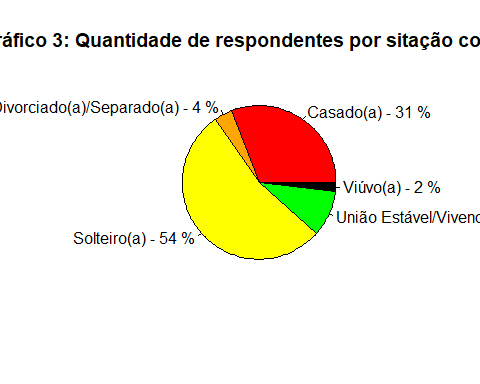 ráfico 3: Quantidade de respondentes por sitação co
Divorciado(a)/Separado(a) - 4 %
Casado(a) - 31 %
Viúvo(a) - 2 %
União Estável/Vivenc
Solteiro(a) - 54 %